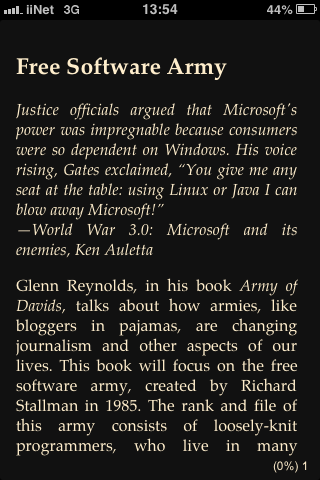 iiNet 3G 13:54 44%
Free Software Army
Justice officials argued that Microsoft's
power was impregnable because consumers
were so dependent on Windows. His voice
rising, Gates exclaimed, “You give me any
seat at the table: using Linux or Java I can
blow away Microsoft!”
—World War 3.0: Microsoft and its
enemies, Ken Auletta
Glenn Reynolds, in his book Army of
Davids, talks about how armies, like
bloggers in pajamas, are changing
journalism and other aspects of our
lives. This book will focus on the free
software army, created by Richard
Stallman in 1985. The rank and file of
this army consists of loosely-knit
programmers, who live in many
(0%) 1